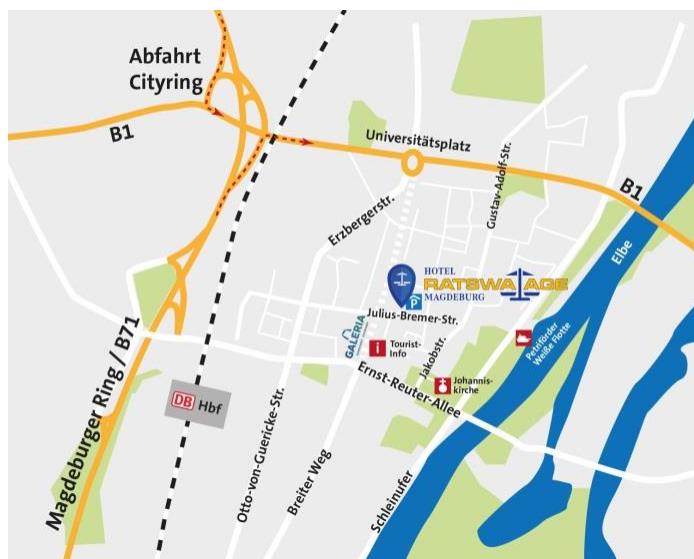 Abfahrt
Cityring
B1
Universitätsplatz
B1
Gustav-Adolf-Str.
Erzbergerstr.
Elbe
HOTEL
RATSWAAGE
MAGDEBURG
P
Julius-Bremer-Str.
GALERIA
i
Tourist-
Info
Jakobstr.
Petriförder
Weiße Flotte
Johannis-
kirche
Ernst-Reuter-Allee
Magdeburger Ring / B71
DB Hbf
Otto-von-Guericke-Str.
Breiter Weg
Schleinufer